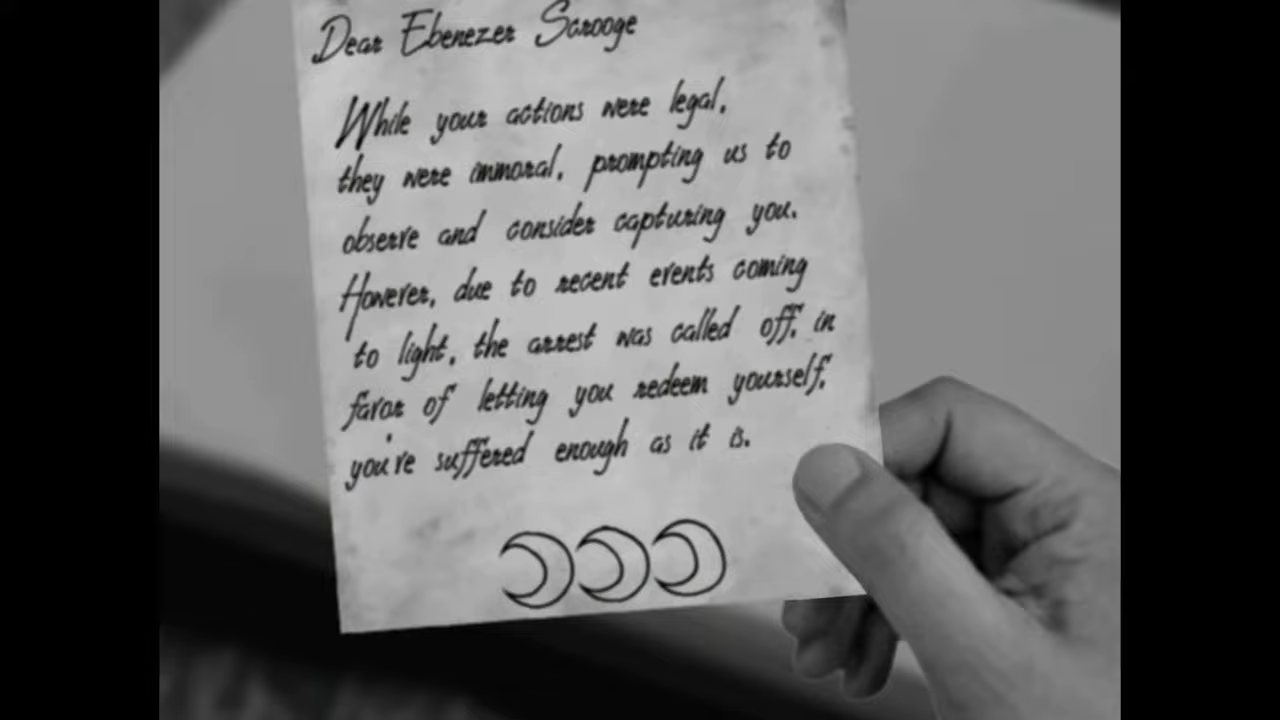 Dear Ebenezer Scrooge
While your actions were legal,
they were immoral, prompting us to
observe and consider capturing you.
However, due to recent events coming
to light, the arrest was called off, in
favor of letting you redeem yourself,
you're suffered enough as it is.